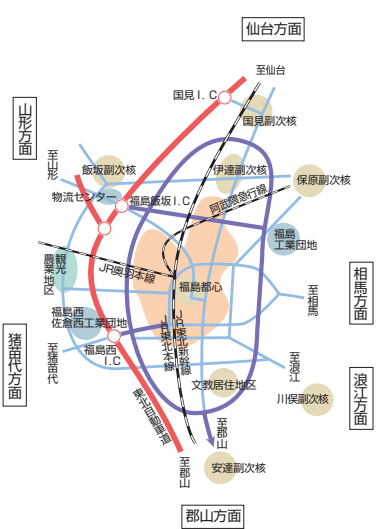 仙台方面
至仙台
国見I.C
国見副次核
山形方面
至山形
飯坂副次核
伊達副次核
保原副次核
物流センター
福島飯坂I.C
阿武隈急行線
福島
工業団地
観光
農業地区
JR奥羽本線
福島都心
相馬方面
至相馬
福島西
佐倉西工業団地
福島西
I.C
JR東北新幹線
JR東北本線
猪苗代方面
至猪苗代
至浪江
浪江方面
文教居住地区
川俣副次核
東北自動車道
至郡山
至郡山
安達副次核
郡山方面